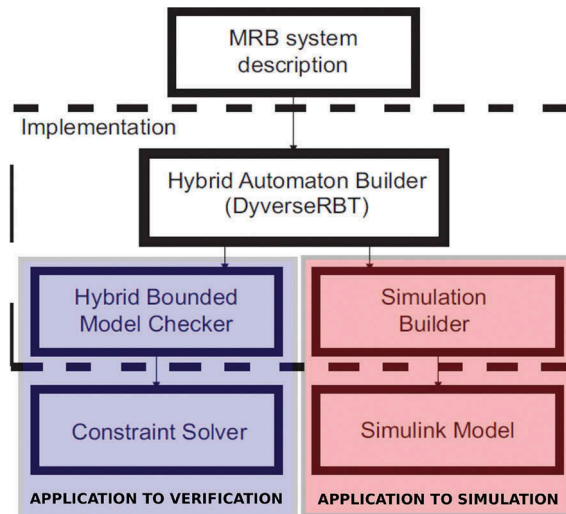 MRB system
description
Implementation
Hybrid Automaton Builder
(DyverseRBT)
Hybrid Bounded
Model Checker
Simulation
Builder
Constraint Solver
Simulink Model
APPLICATION TO VERIFICATION
APPLICATION TO SIMULATION